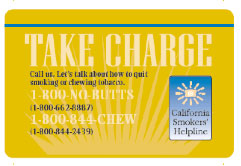 TAKE CHARGE
Call us. Let's talk about how to quit
smoking or chewing tobacco.
1-800-NO-BUTTS
(1-800-662-8887)
1-800-844-CHEW
(1-800-844-2439)
California
Smokers'
Helpline